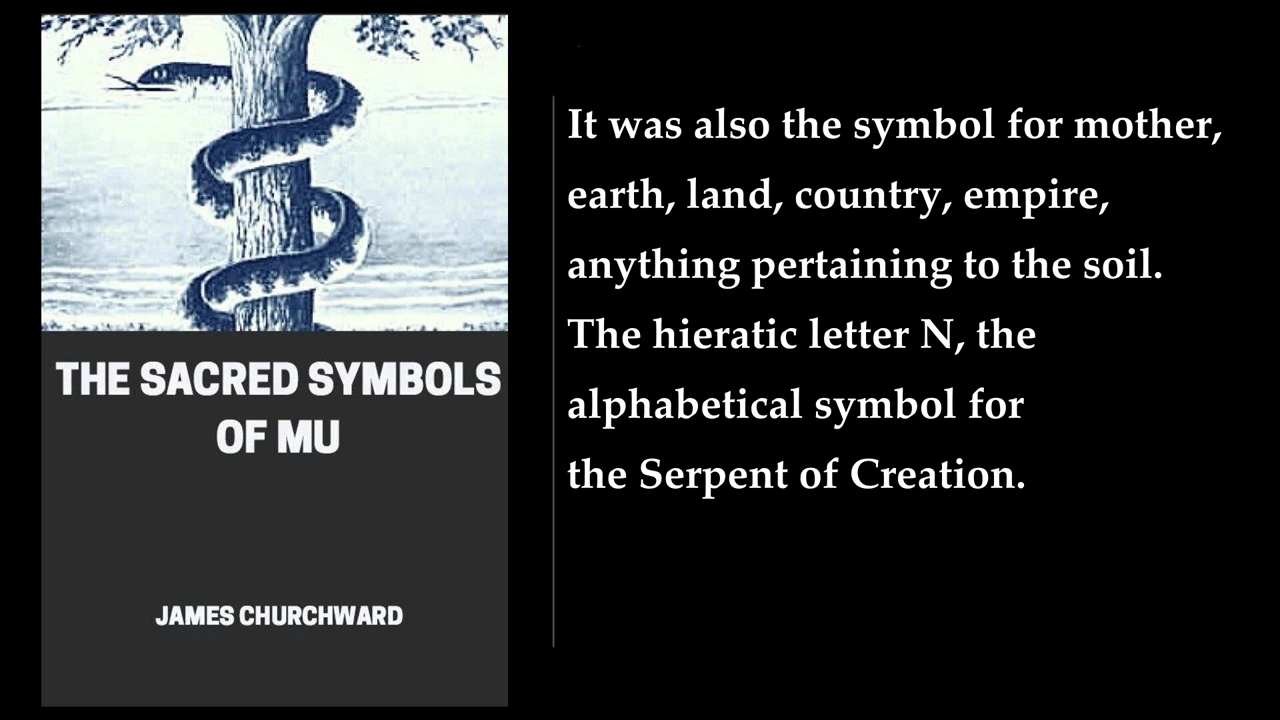 THE SACRED SYMBOLS
OF MU
JAMES CHURCHWARD
It was also the symbol for mother,
earth, land, country, empire,
anything pertaining to the soil.
The hieratic letter N, the
alphabetical symbol for
the Serpent of Creation.